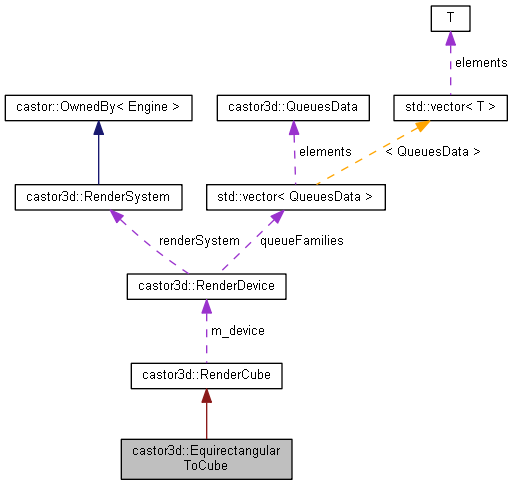 T
elements
castor::OwnedBy< Engine >
castor3d::QueuesData
std::vector< T >
elements
< QueuesData >
castor3d::RenderSystem
std::vector< QueuesData >
renderSystem
queueFamilies
castor3d::RenderDevice
m_device
castor3d::RenderCube
castor3d::Equirectangular
ToCube